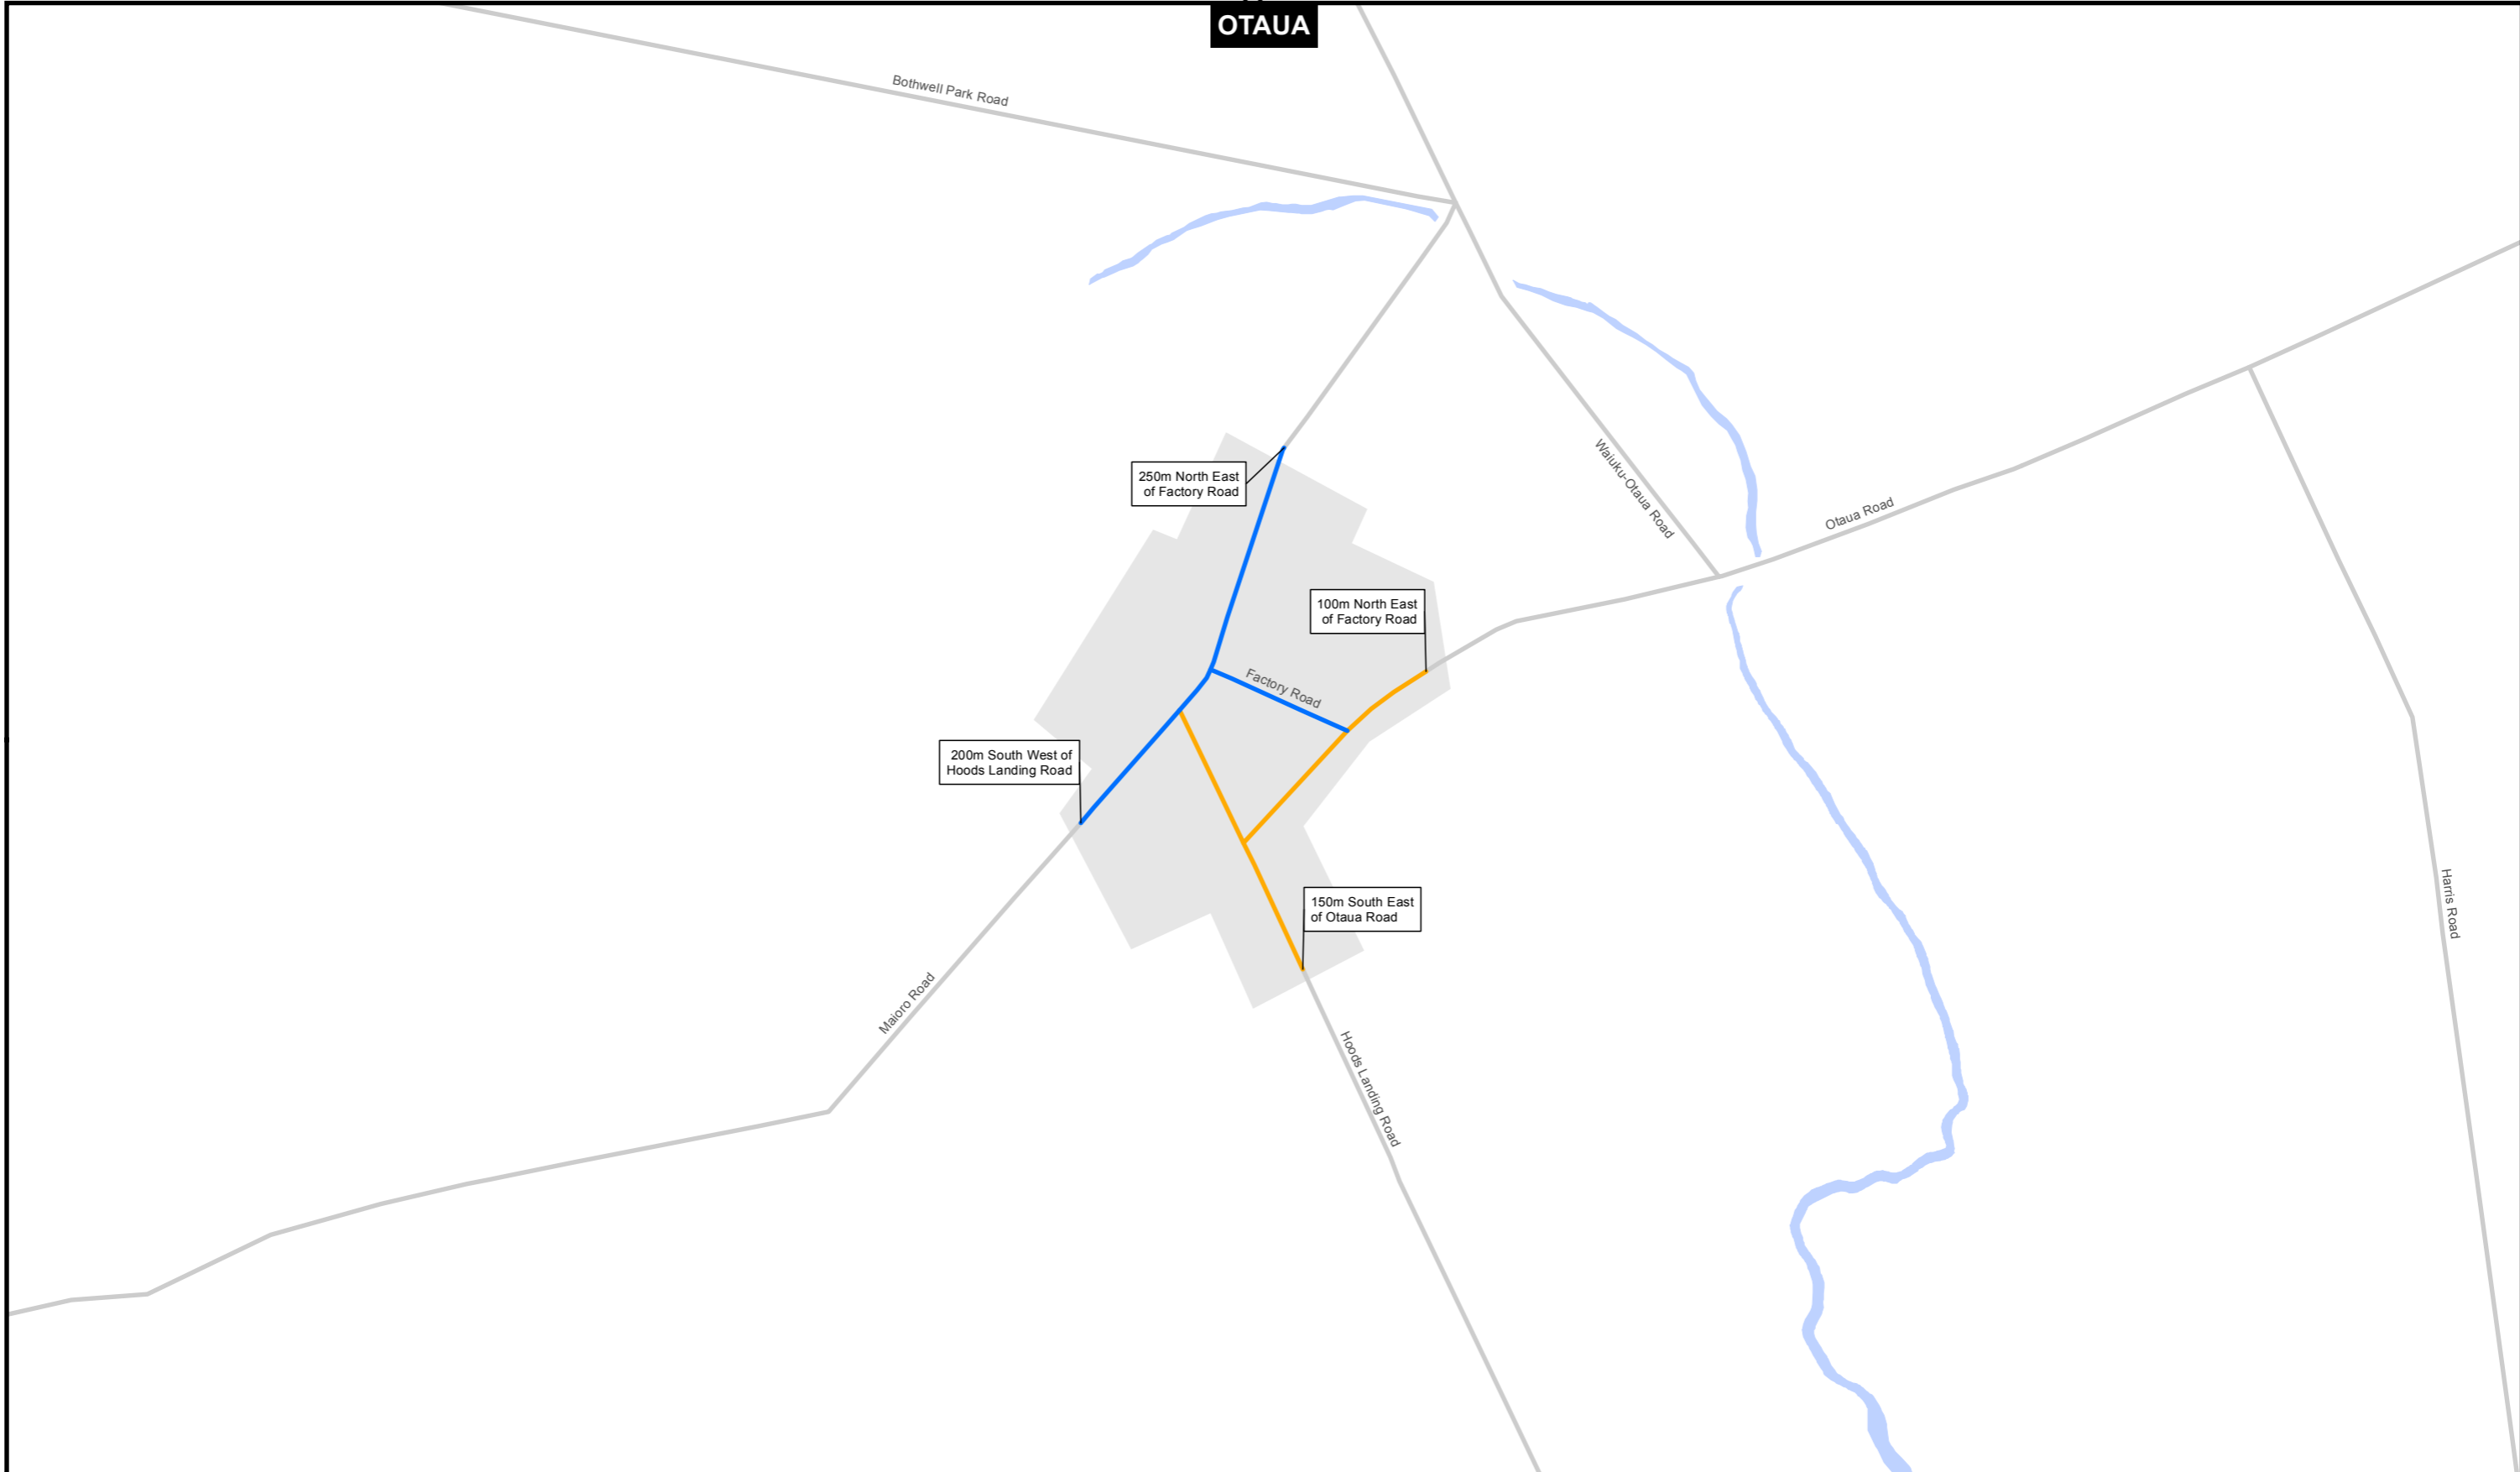 OTAUA
Bothwell Park Road
250m North East
of Factory Road
Waiuku-Otaua Road
Otaua Road
100m North East
of Factory Road
Factory Road
200m South West of
Hoods Landing Road
150m South East
of Otaua Road
Harris Road
Maioro Road
Hoods Landing Road